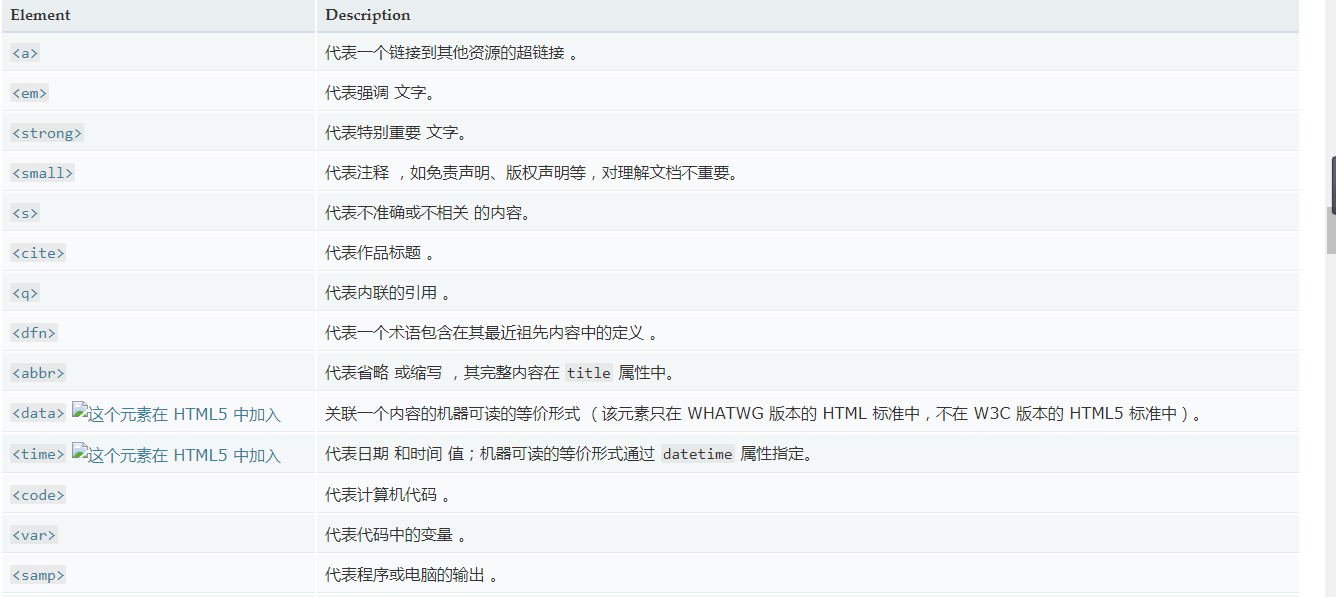 Element Description
<a> 代表一个链接到其他资源的超链接 。
<em> 代表强调 文字。
<strong> 代表特别重要 文字。
<small> 代表注释 ，如免责声明、版权声明等，对理解文档不重要。
<s> 代表不准确或不相关 的内容。
<cite> 代表作品标题 。
<q> 代表内联的引用 。
<dfn> 代表一个术语包含在其最近祖先内容中的定义 。
<abbr> 代表省略 或缩写 ，其完整内容在 title 属性中。
<data> 这个元素在 HTML5 中加入 关联一个内容的机器可读的等价形式 （该元素只在 WHATWG 版本的 HTML 标准中，不在 W3C 版本的 HTML5 标准中）。
<time> 这个元素在 HTML5 中加入 代表日期 和时间 值；机器可读的等价形式通过 datetime 属性指定。
<code> 代表计算机代码 。
<var> 代表代码中的变量 。
<samp> 代表程序或电脑的输出 。